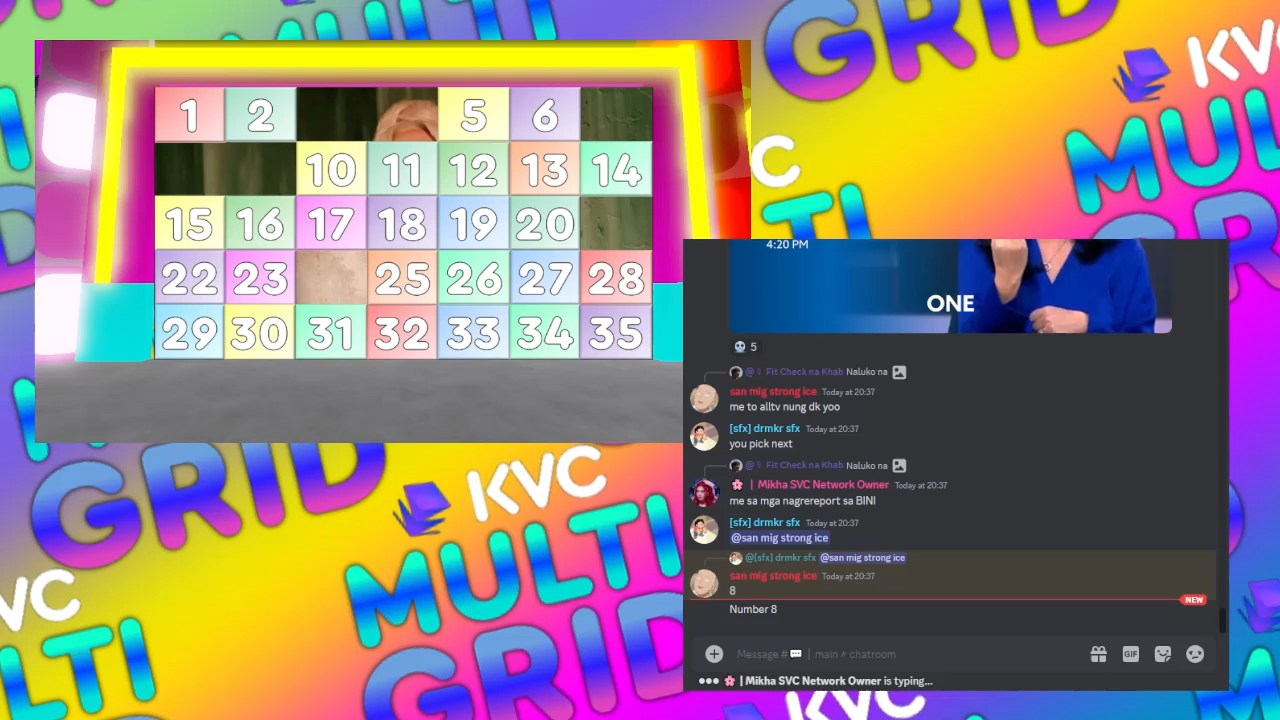 GRID
KVC
MULTI
GRID
1 2 5 6
10 11 12 13 14
15 16 17 18 19 20
22 23 25 26 27 28
29 30 31 32 33 34 35
4:20 PM
ONE
5
Fit Check na Khab Naluko na
san mig strong ice Today at 20:37
me to alltv nung dk yoo
[sfx] drmkr sfx Today at 20:37
you pick next
Fit Check na Khab Naluko na
| Mikha SVC Network Owner Today at 20:37
me sa mga nagrereport sa BINI
[sfx] drmkr sfx Today at 20:37
@san mig strong ice
@[sfx] drmkr sfx @san mig strong ice
san mig strong ice Today at 20:37
8
NEW
Number 8
Message # | main chatroom
GIF
| Mikha SVC Network Owner is typing...
GRID
KVC
MULTI
GRID